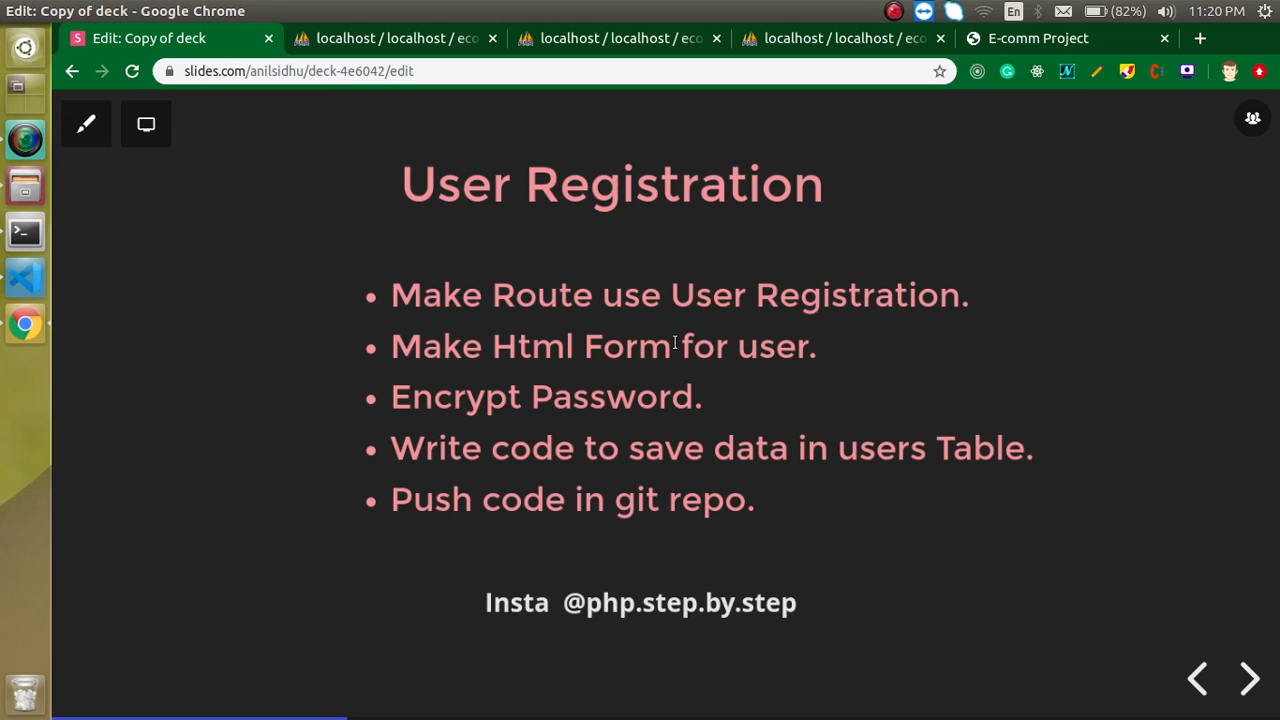 Edit: Copy of deck - Google Chrome
En
(82%)
11:20 PM
S
Edit: Copy of deck
localhost / localhost / eco
localhost / localhost / eco
localhost / localhost / eco
E-comm Project
slides.com/anilsidhu/deck-4e6042/edit
User Registration
• Make Route use User Registration.
• Make Html Form for user.
• Encrypt Password.
• Write code to save data in users Table.
• Push code in git repo.
Insta @php.step.by.step